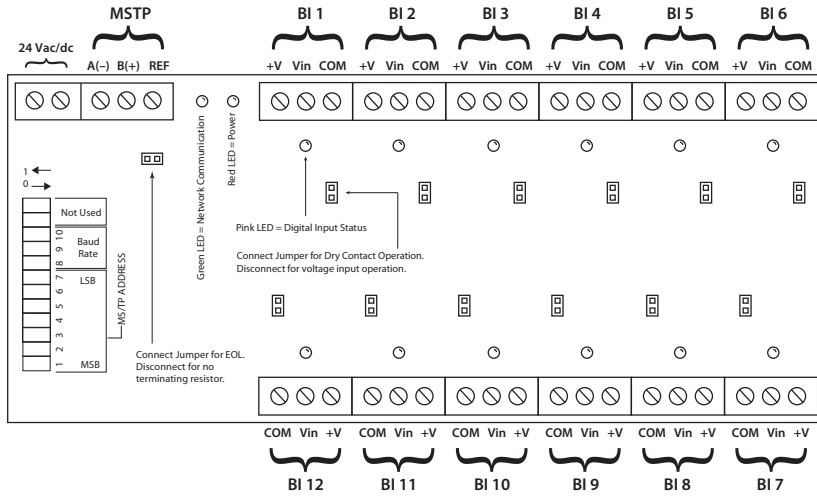 MSTP
BI 1 BI 2 BI 3 BI 4 BI 5 BI 6
24 Vac/dc
A(–) B(+) REF
+V Vin COM +V Vin COM +V Vin COM +V Vin COM +V Vin COM +V Vin COM
Green LED = Network Communication
Red LED = Power
1
0
Not Used
10
9
8
Baud
Rate
7
6
5
4
3
2
1
LSB
MSB
MS/TP ADDRESS
Pink LED = Digital Input Status
Connect Jumper for Dry Contact Operation.
Disconnect for voltage input operation.
Connect Jumper for EOL.
Disconnect for no
terminating resistor.
COM Vin +V COM Vin +V COM Vin +V COM Vin +V COM Vin +V COM Vin +V
BI 12 BI 11 BI 10 BI 9 BI 8 BI 7